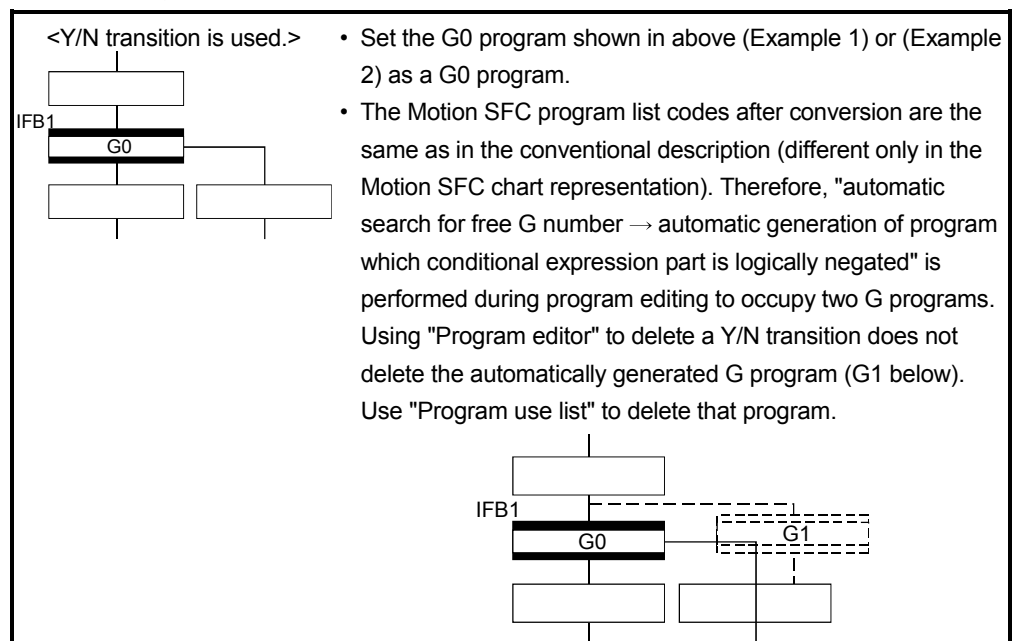 <Y/N transition is used.>
IFB1
G0
• Set the G0 program shown in above (Example 1) or (Example
2) as a G0 program.
• The Motion SFC program list codes after conversion are the
same as in the conventional description (different only in the
Motion SFC chart representation). Therefore, "automatic
search for free G number → automatic generation of program
which conditional expression part is logically negated" is
performed during program editing to occupy two G programs.
Using "Program editor" to delete a Y/N transition does not
delete the automatically generated G program (G1 below).
Use "Program use list" to delete that program.
IFB1
G0
G1